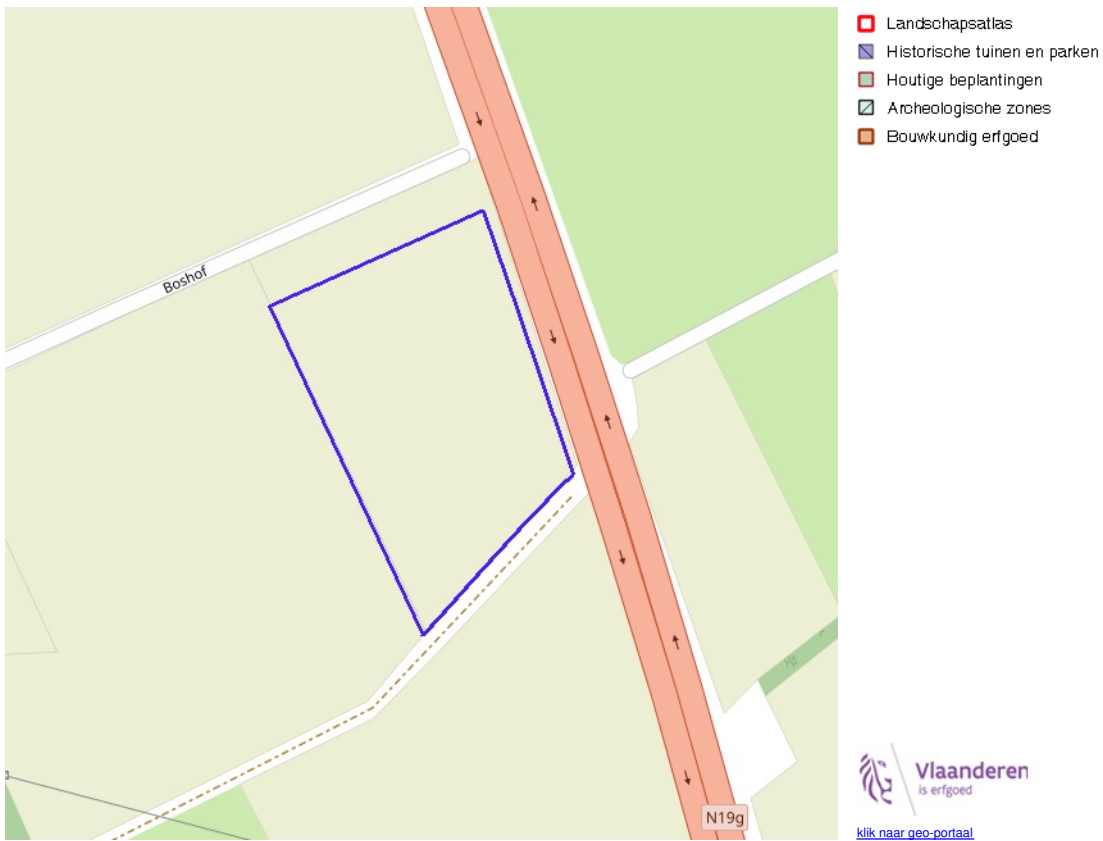 Landschapsatlas
Historische tuinen en parken
Houtige beplantingen
Archeologische zones
Bouwkundig erfgoed
Boshof
N19g
Vlaanderen
is erfgoed
klik naar geo-portaal